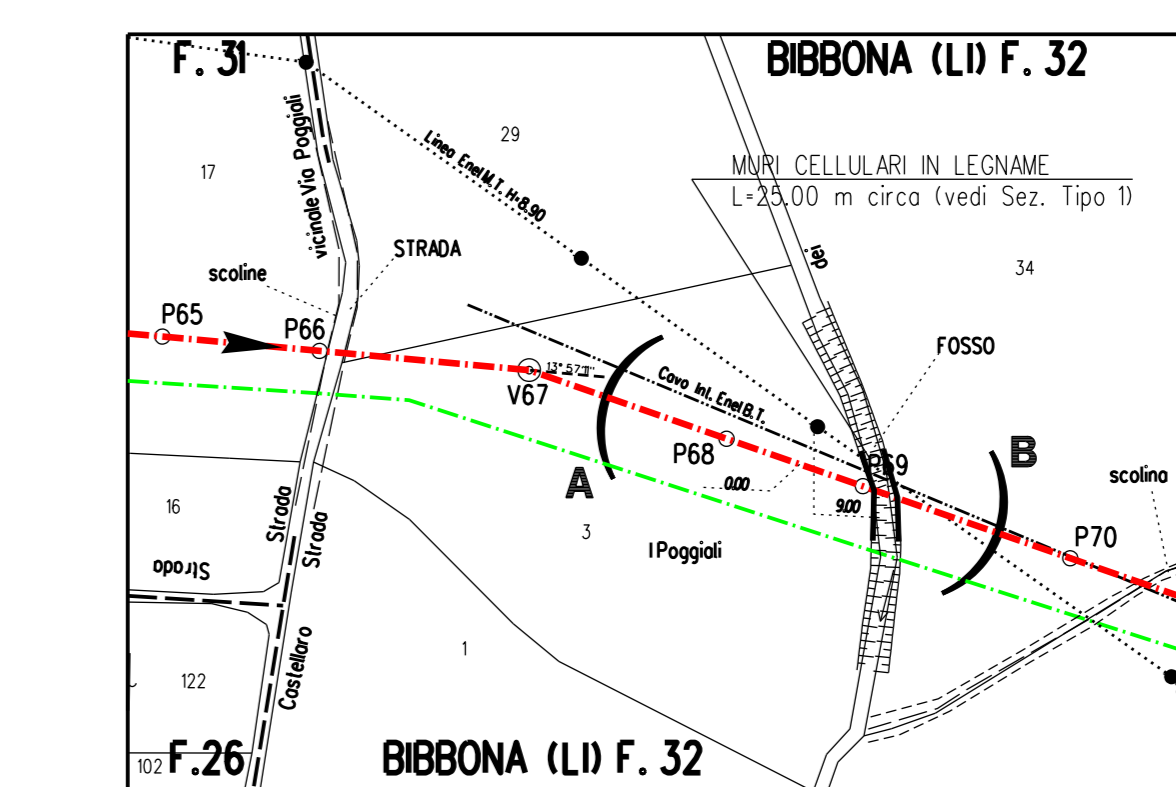 F. 31
BIBBONA (LI) F. 32
29
17
vicinale Via Poggiali
Linea Enel M.T. H=8.90
MURI CELLULARI IN LEGNAME
L=25.00 m circa (vedi Sez. Tipo 1)
dei
34
STRADA
scoline
P65
P66
FOSSO
13° 57'11"
V67
Cavo Int. Enel B.T.
P68
P69
A
B
0.00
9.00
scolina
16
Strada
Strada
3
I Poggiali
P70
Strada
1
Castellaro
122
102
F.26
BIBBONA (LI) F. 32